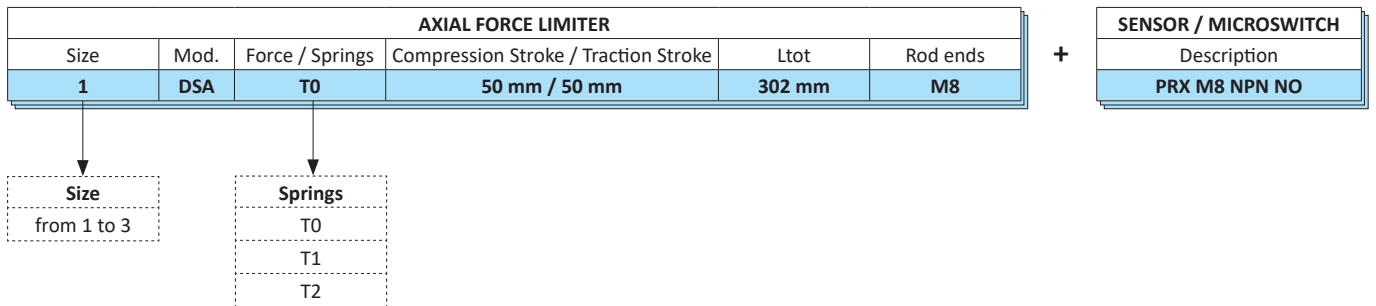 AXIAL FORCE LIMITER
Size Mod. Force / Springs Compression Stroke / Traction Stroke Ltot Rod ends
1 DSA T0 50 mm / 50 mm 302 mm M8
+
SENSOR / MICROSWITCH
Description
PRX M8 NPN NO
Size
from 1 to 3
Springs
T0
T1
T2